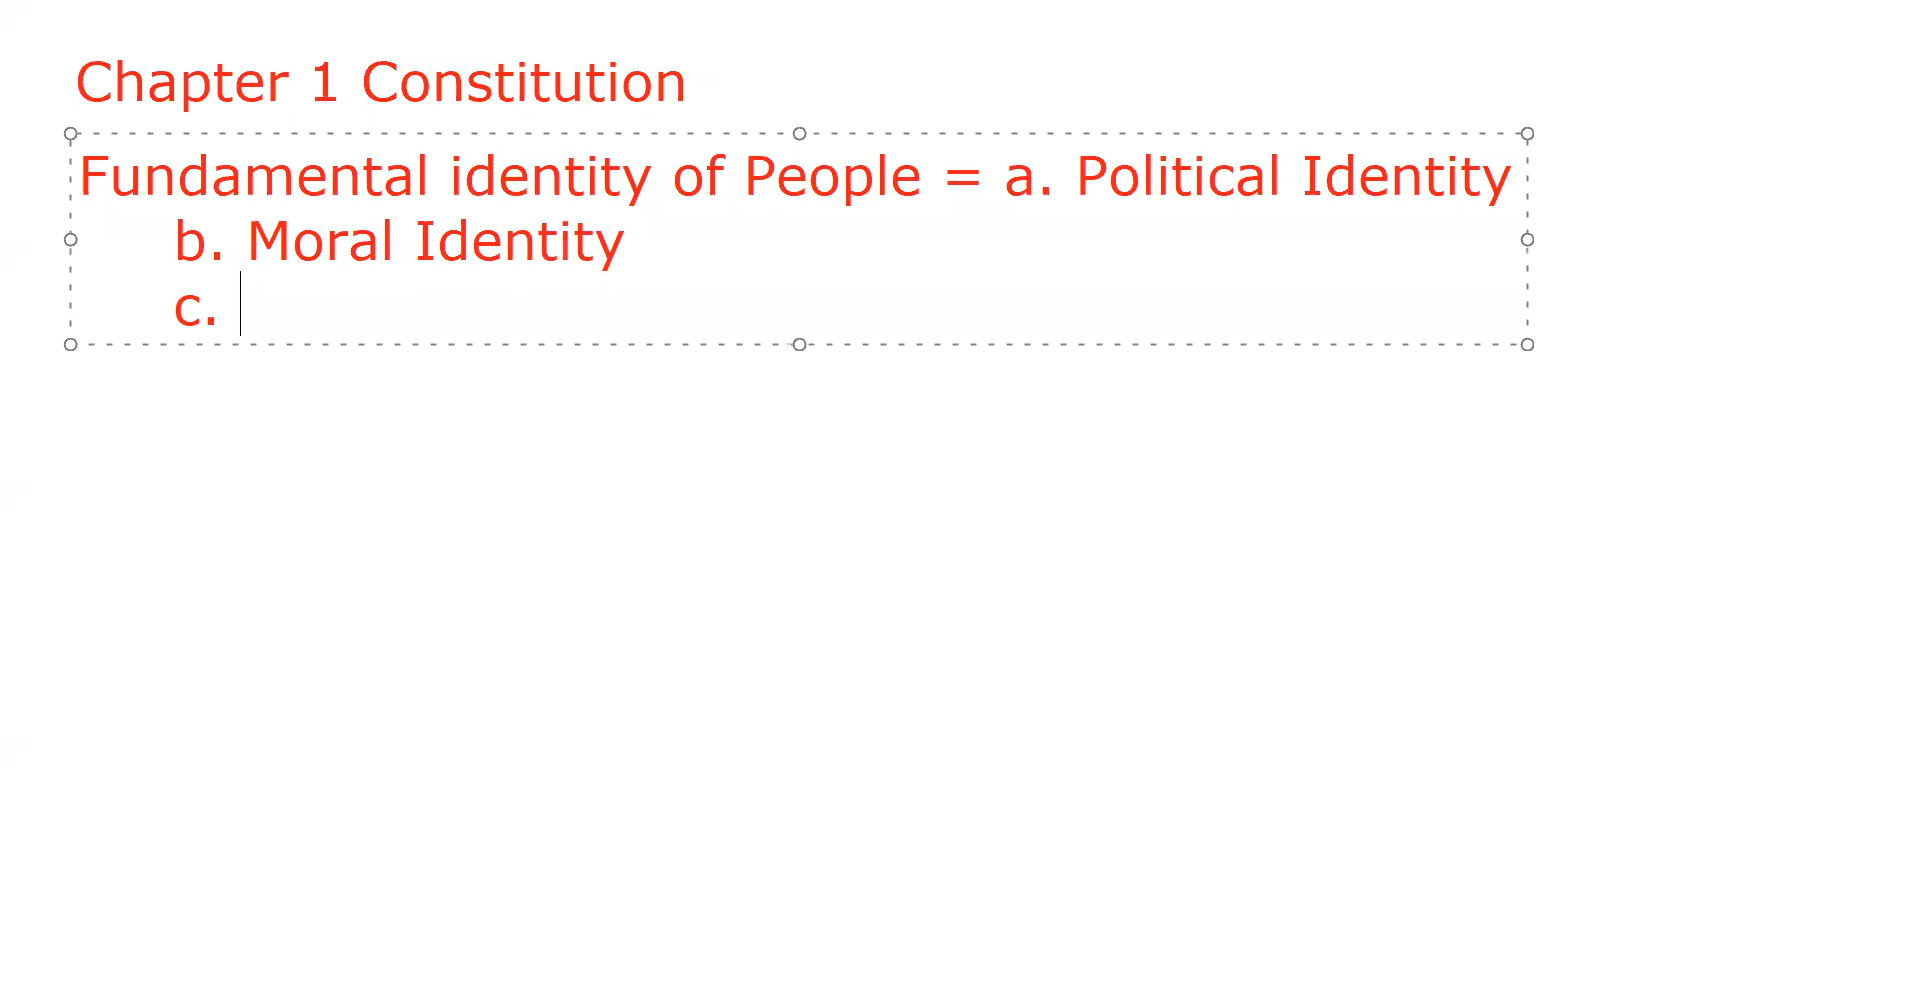 Chapter 1 Constitution
Fundamental identity of People = a. Political Identity
b. Moral Identity
c.